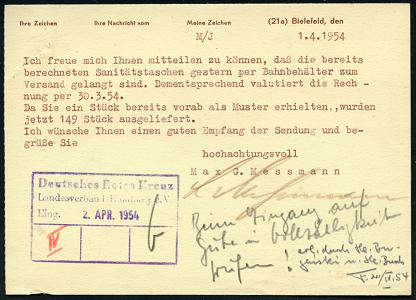 Ihre Zeichen Ihre Nachricht vom Meine Zeichen (21a) Bielefeld, den
M/J 1.4.1954
Ich freue mich Ihnen mitteilen zu können, daß die bereits
berechneten Sanitätstaschen gestern per Bahnbehälter zum
Versand gelangt sind. Dementsprechend valutiert die Rech-
nung per 30.3.54.
Da Sie ein Stück bereits vorab als Muster erhielten,,wurden
jetzt 149 Stück ausgeliefert.
Ich wünsche Ihnen einen guten Empfang der Sendung und be-
grüße Sie
hochachtungsvoll
Max G. Messmann
Deutsches Rotes Kreuz
Landesverband Hamburg e.V.
Eing. 2. APR. 1954
IV
Beim Eingang auf
Güte u. Vollzähligkeit
prüfen!
erl. durch